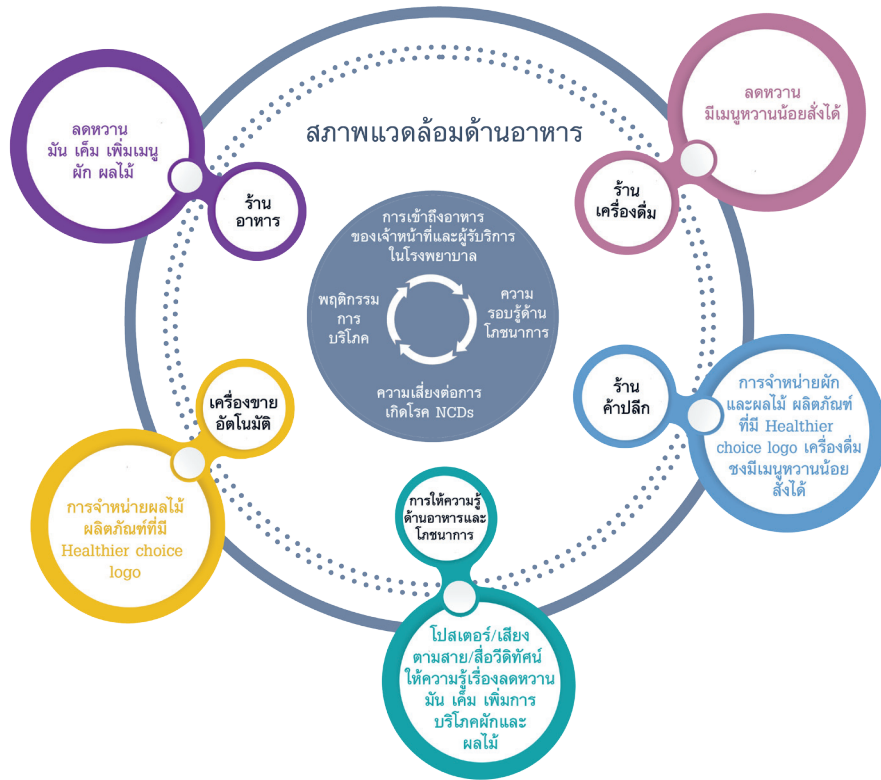 สภาพแวดล้อมด้านอาหาร
ลดหวาน
มัน เค็ม เพิ่มเมนู
ผัก ผลไม้
ร้าน
อาหาร
ลดหวาน
มีเมนูหวานน้อยสั่งได้
ร้าน
เครื่องดื่ม
การเข้าถึงอาหาร
ของเจ้าหน้าที่และผู้รับริการ
ในโรงพยาบาล
ความ
รอบรู้ด้าน
โภชนาการ
ความเสี่ยงต่อการ
เกิดโรค NCDs
พฤติกรรม
การ
บริโภค
ร้าน
ค้าปลีก
การจำหน่ายผัก
และผลไม้ ผลิตภัณฑ์
ที่มี Healthier
choice logo เครื่องดื่ม
ชงมีเมนูหวานน้อย
สั่งได้
เครื่องขาย
อัตโนมัติ
การจำหน่ายผลไม้
ผลิตภัณฑ์ที่มี
Healthier choice
logo
การให้ความรู้
ด้านอาหารและ
โภชนาการ
โปสเตอร์/เสียง
ตามสาย/สื่อวีดิทัศน์
ให้ความรู้เรื่องลดหวาน
มัน เค็ม เพิ่มการ
บริโภคผักและ
ผลไม้